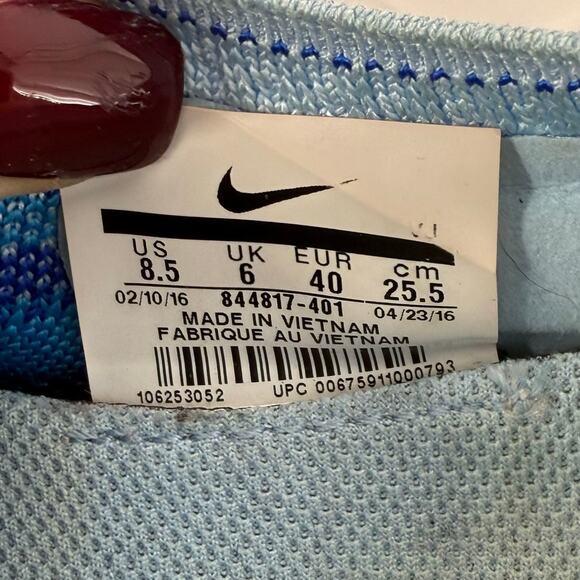 US UK EUR cm
8.5 6 40 25.5
02/10/16 844817-401 04/23/16
MADE IN VIETNAM
FABRIQUE AU VIETNAM
106253052 UPC 00675911000793